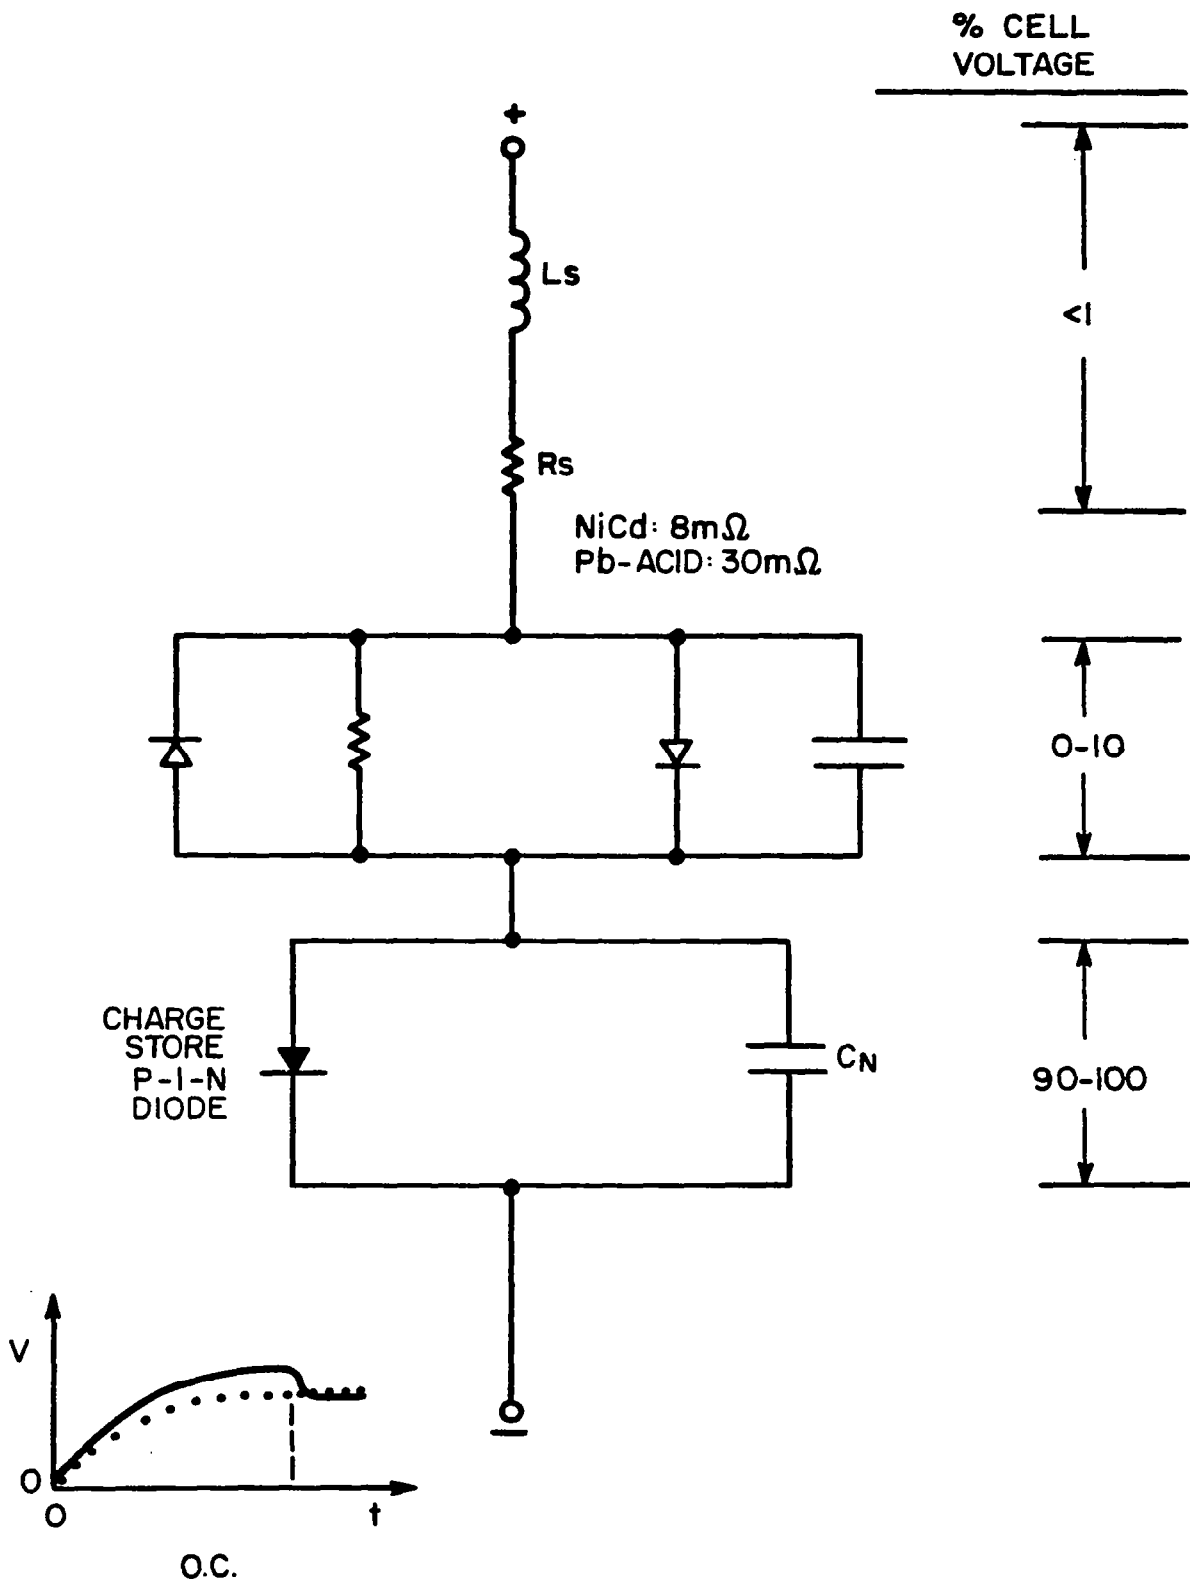 % CELL
VOLTAGE
+
Ls
<1
Rs
NiCd: 8mΩ
Pb-ACID: 30mΩ
0-10
CHARGE
STORE
P-I-N
DIODE
CN
90-100
V
0
0
t
O.C.